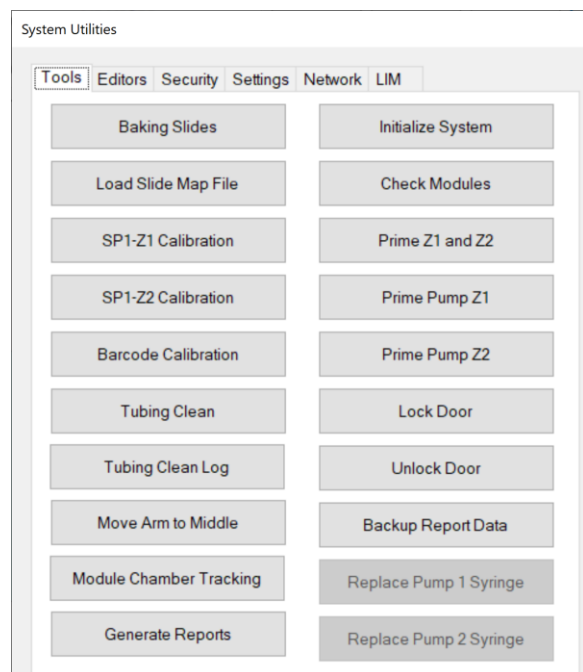 System Utilities
Tools Editors Security Settings Network LIM
Baking Slides Initialize System
Load Slide Map File Check Modules
SP1-Z1 Calibration Prime Z1 and Z2
SP1-Z2 Calibration Prime Pump Z1
Barcode Calibration Prime Pump Z2
Tubing Clean Lock Door
Tubing Clean Log Unlock Door
Move Arm to Middle Backup Report Data
Module Chamber Tracking Replace Pump 1 Syringe
Generate Reports Replace Pump 2 Syringe